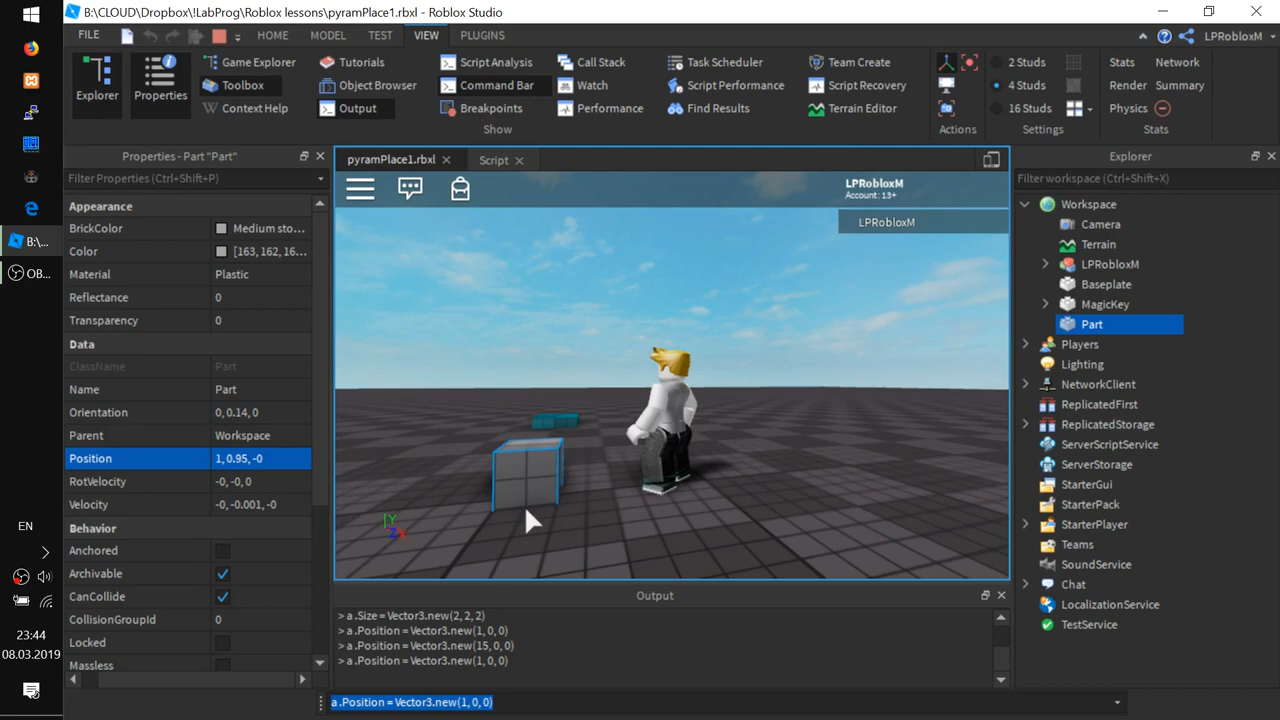 B:\CLOUD\Dropbox\!LabProg\Roblox lessons\pyramPlace1.rbxl - Roblox Studio
FILE HOME MODEL TEST VIEW PLUGINS LPRobloxM
Explorer
Properties
Game Explorer
Toolbox
Context Help
Tutorials
Object Browser
Output
Script Analysis
Command Bar
Breakpoints
Call Stack
Watch
Performance
Task Scheduler
Script Performance
Find Results
Team Create
Script Recovery
Terrain Editor
Show
2 Studs
4 Studs
16 Studs
Actions
Settings
Stats Network
Render Summary
Physics
Stats
Properties - Part "Part"
Filter Properties (Ctrl+Shift+P)
Appearance
BrickColor Medium sto...
Color [163, 162, 16...
Material Plastic
Reflectance 0
Transparency 0
Data
ClassName Part
Name Part
Orientation 0, 0.14, 0
Parent Workspace
Position 1, 0.95, -0
RotVelocity -0, -0, 0
Velocity -0, -0.001, -0
Behavior
Anchored
Archivable
CanCollide
CollisionGroupId 0
Locked
Massless
pyramPlace1.rbxl
Script
LPRobloxM
Account: 13+
LPRobloxM
Y
Z X
Output
> a.Size = Vector3.new(2,2,2)
> a.Position = Vector3.new(1,0,0)
> a.Position = Vector3.new(15,0,0)
> a.Position = Vector3.new(1,0,0)
a.Position = Vector3.new(1, 0, 0)
Explorer
Filter workspace (Ctrl+Shift+X)
Workspace
Camera
Terrain
LPRobloxM
Baseplate
MagicKey
Part
Players
Lighting
NetworkClient
ReplicatedFirst
ReplicatedStorage
ServerScriptService
ServerStorage
StarterGui
StarterPack
StarterPlayer
Teams
SoundService
Chat
LocalizationService
TestService
B:\...
OB...
EN
23:44
08.03.2019